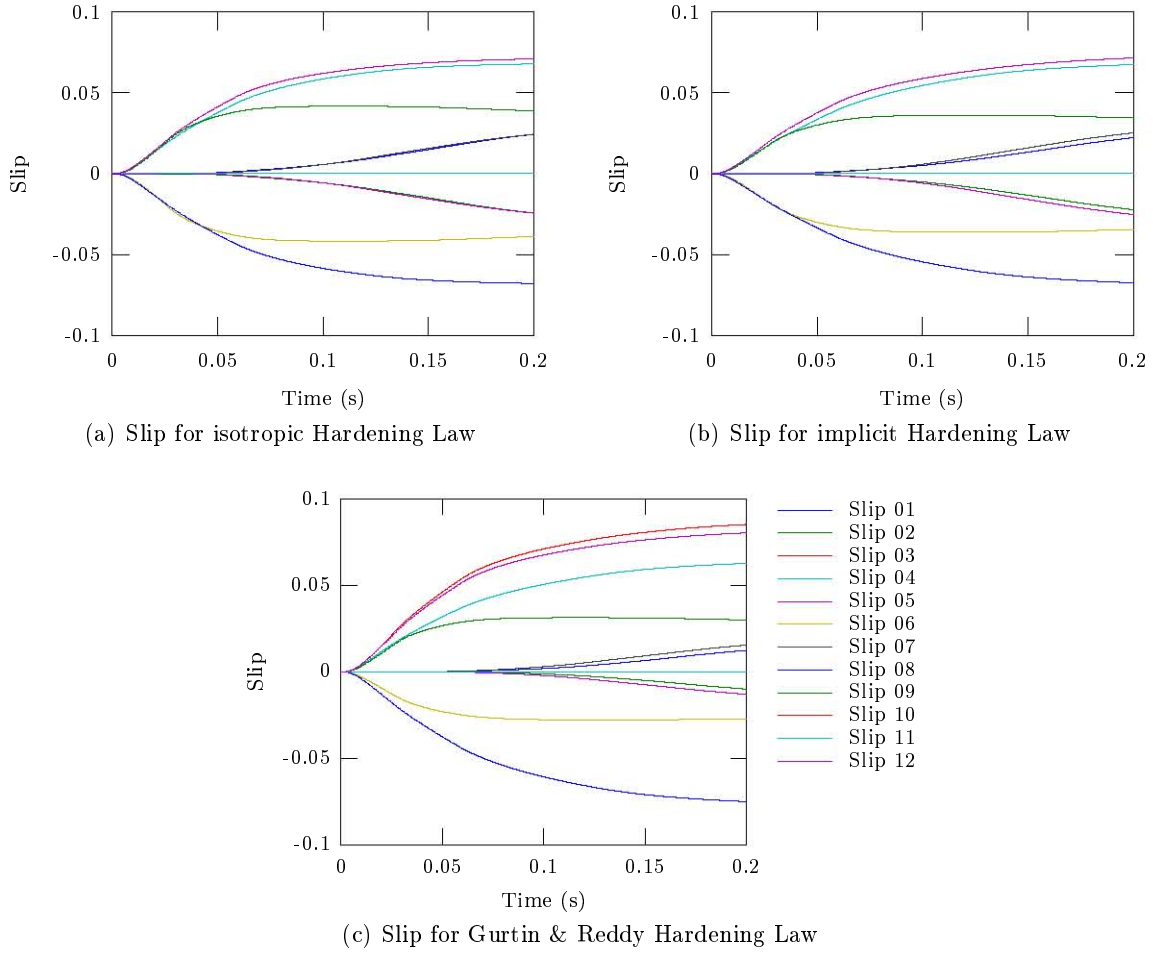 0.1
0.05
0
-0.05
-0.1
Slip
0
0.05
0.1
0.15
0.2
Time (s)
(a) Slip for isotropic Hardening Law
0.1
0.05
0
-0.05
-0.1
Slip
0
0.05
0.1
0.15
0.2
Time (s)
(b) Slip for implicit Hardening Law
0.1
0.05
0
-0.05
-0.1
Slip
0
0.05
0.1
0.15
0.2
Time (s)
Slip 01
Slip 02
Slip 03
Slip 04
Slip 05
Slip 06
Slip 07
Slip 08
Slip 09
Slip 10
Slip 11
Slip 12
(c) Slip for Gurtin & Reddy Hardening Law